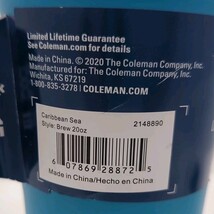 Limited Lifetime Guarantee
See Coleman.com for details
Made in China
© 2020 The Coleman Company, Inc.
Manufactured for:
The Coleman Company, Inc.
Wichita, KS 67219
1-800-835-3278 | COLEMAN.COM
Caribbean Sea 2148890
Style: Brew 20oz
6 07869 28872 5
Made in China/Hecho en China